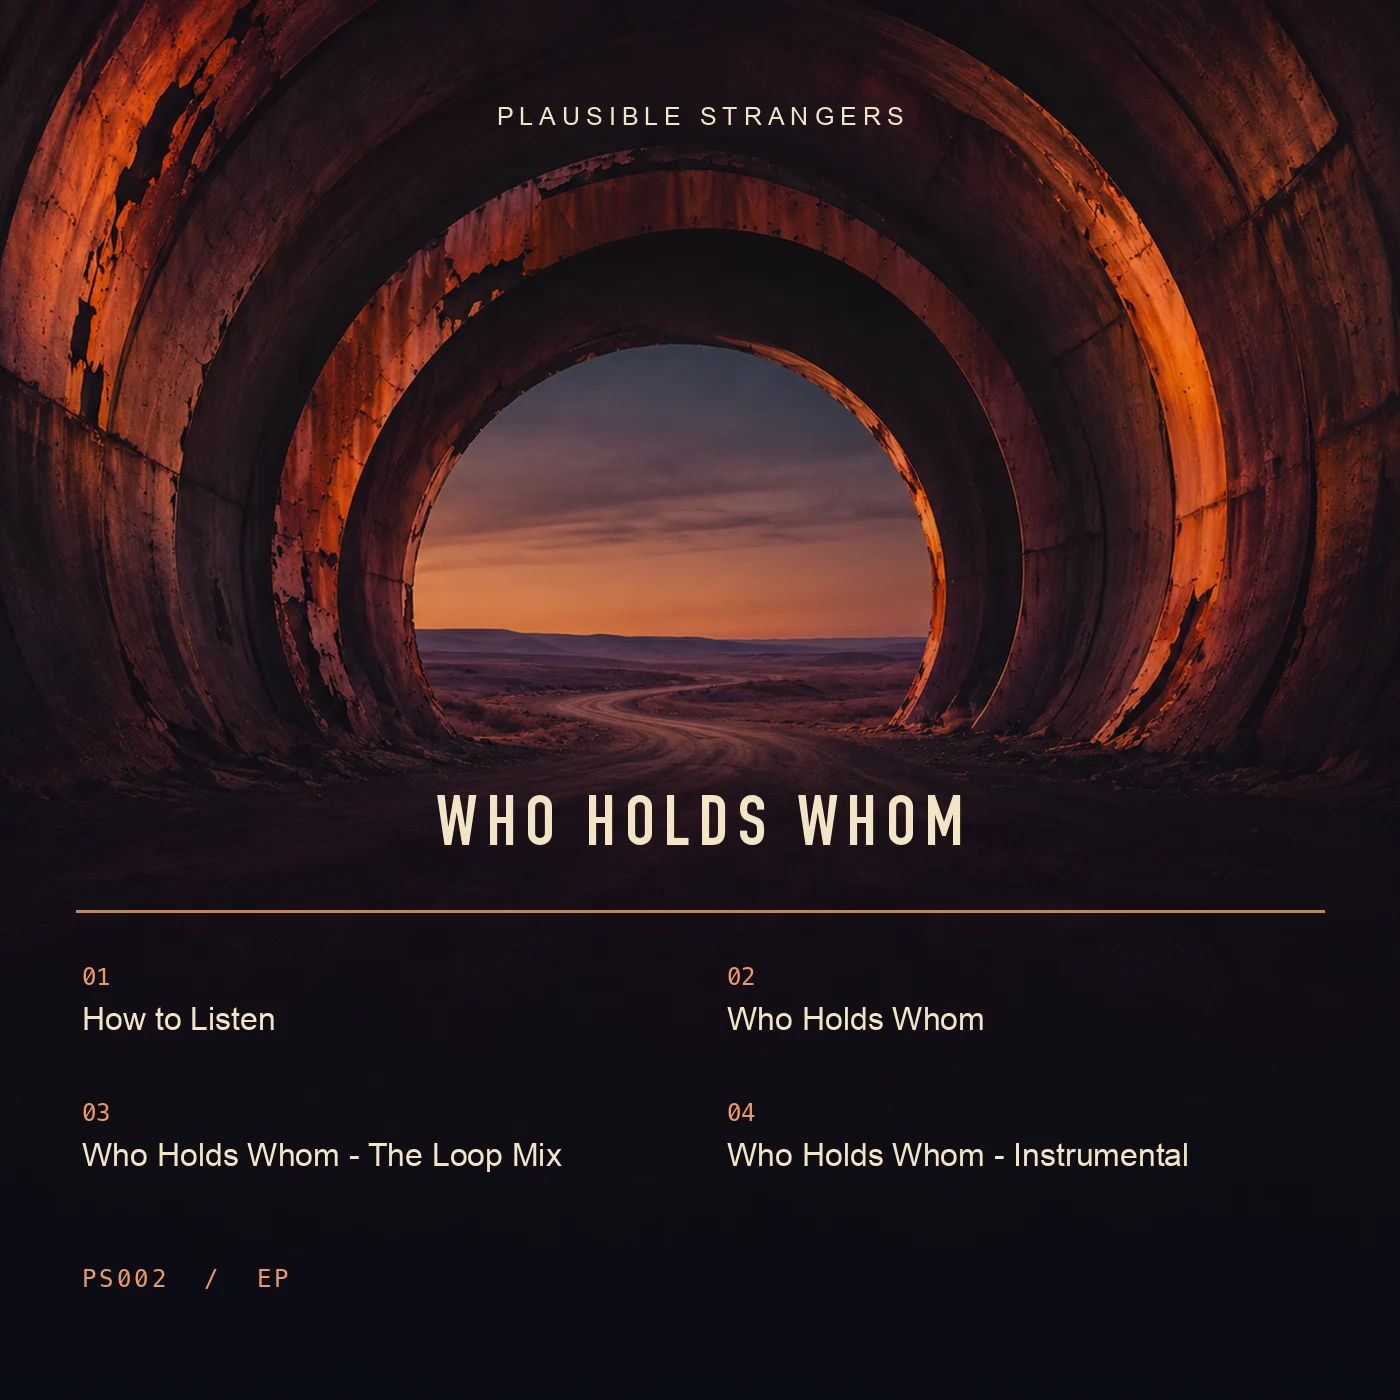 PLAUSIBLE STRANGERS
WHO HOLDS WHOM
01
How to Listen
02
Who Holds Whom
03
Who Holds Whom - The Loop Mix
04
Who Holds Whom - Instrumental
PS002 / EP